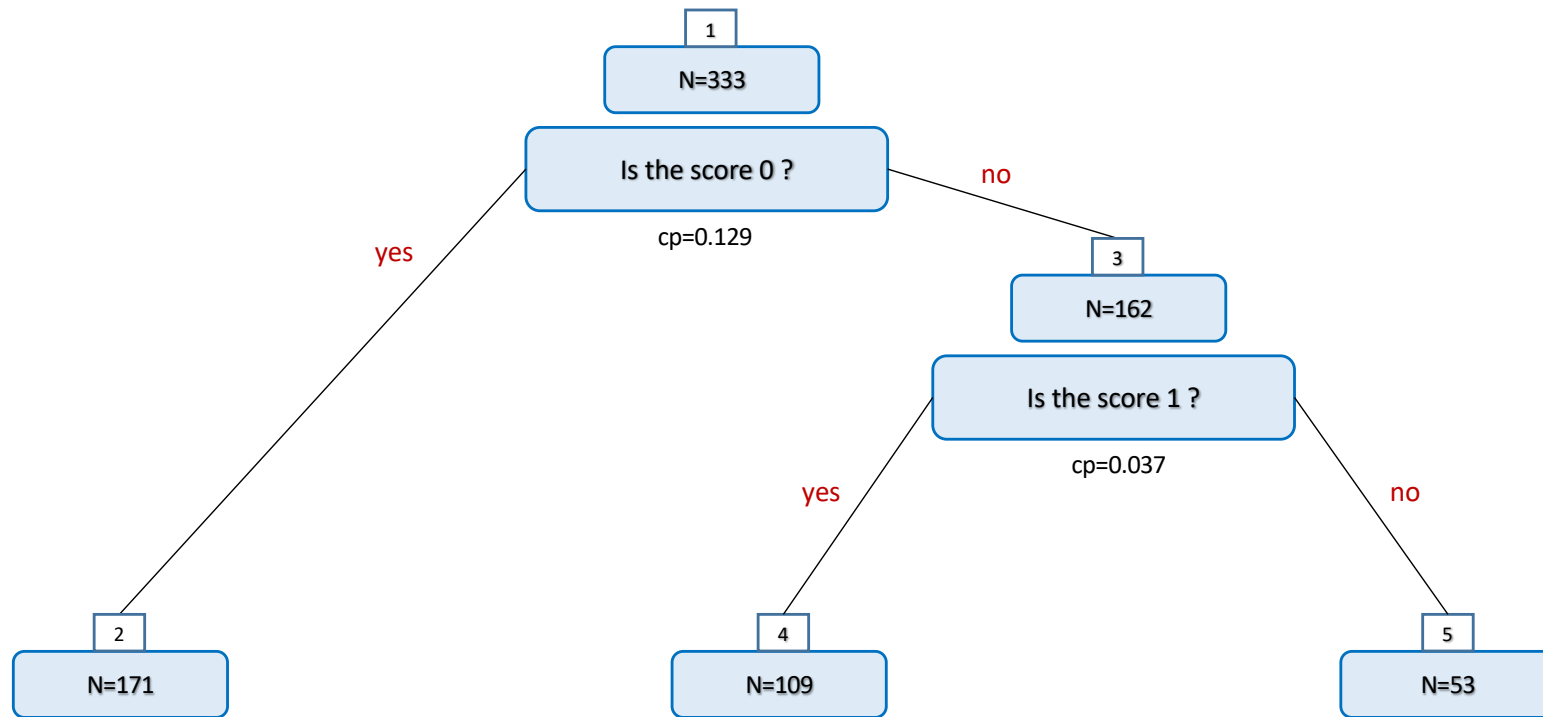 1
N=333
Is the score 0 ?
cp=0.129
yes
no
3
N=162
Is the score 1 ?
cp=0.037
yes
no
2
N=171
4
N=109
5
N=53